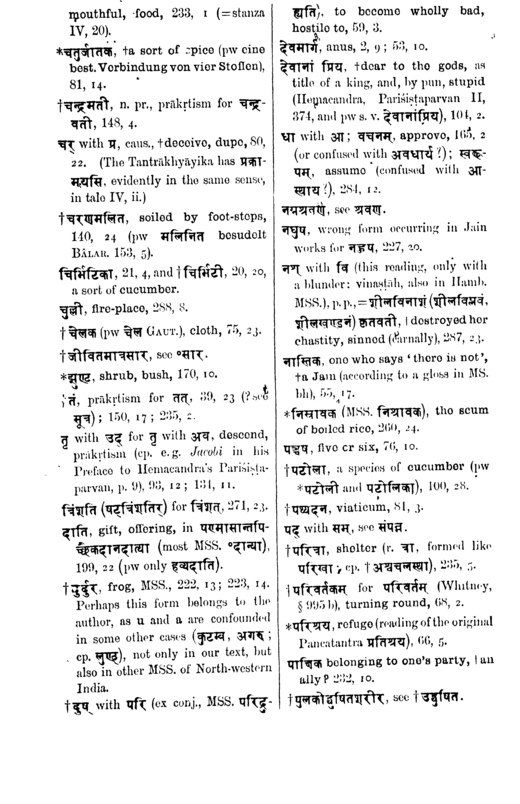 mouthful, food, 233, 1 (=stanza
IV, 20).
*चतुर्जातक, †a sort of spice (pw eine
best. Verbindung von vier Stoffen),
81, 14.
†चन्द्रमती, n. pr., prākṛtism for चन्द्र-
वती, 148, 4.
चर् with प्र, caus., †deceive, dupe, 80,
22. (The Tantrākhyāyika has प्रका-
मयसि, evidently in the same sense,
in tale IV, ii.)
†चरणमलित, soiled by foot-steps,
140, 24 (pw मलिनित besudelt
BĀLAR. 153, 5).
चिर्भिटिका, 21, 4, and †चिर्भिटी, 20, 20,
a sort of cucumber.
चुल्ली, fire-place, 288, 8.
†चेलक (pw चेल GAUT.), cloth, 75, 23.
†जीवितमात्रसार, see °सार.
*झुण्ट, shrub, bush, 170, 10.
तं, prākṛtism for तत्, 39, 23 (? see
सूत्र); 150, 17; 235, 2.
तृ with उद् for तृ with अव, descend,
prākṛtism (cp. e. g. Jacobi in his
Preface to Hemacandra's Pariśiṣṭa-
parvan, p. 9), 93, 12; 134, 11.
त्रिंशति (षट्त्रिंशतिर्) for त्रिंशत्, 271, 23.
दाति, gift, offering, in षण्मासान्तपि-
ण्डैकदानदात्या (most MSS. °दान्या),
199, 22 (pw only हव्यदाति).
†दुर्दुर, frog, MSS., 222, 13; 223, 14.
Perhaps this form belongs to the
author, as u and a are confounded
in some other cases (कुटम्ब, अगरु;
cp. लुण्ट), not only in our text, but
also in other MSS. of North-western
India.
†दुष् with परि (ex conj., MSS. परिद्रु-
ह्यति), to become wholly bad,
hostile to, 59, 3.
देवमार्ग, anus, 2, 9; 53, 10.
देवानां प्रिय, †dear to the gods, as
title of a king, and, by pun, stupid
(Hemacandra, Pariśiṣṭaparvan II,
374, and pw s. v. देवानांप्रिय), 104, 2.
धा with आ; वचनम्, approve, 165, 2
(or confused with अवधार्य?); स्वरू-
पम्, assume (confused with आ-
स्थाय?), 284, 12.
नयश्रवणे, see श्रवण.
नघुष, wrong form occurring in Jain
works for नहुष, 227, 20.
नश् with वि (this reading, only with
a blunder: vinastāh, also in Hamb.
MSS.), p.p., = शीलविनाशं (शीलविप्लवं,
शीलखण्डनं) कृतवती, destroyed her
chastity, sinned (carnally), 287, 23.
नास्तिक, one who says 'there is not',
†a Jain (according to a gloss in MS.
bh), 55, 17.
*निस्रावक (MSS. निश्रावक), the scum
of boiled rice, 260, 24.
पञ्चष, five or six, 76, 10.
†पटोला, a species of cucumber (pw
*पटोली and पटोलिका), 100, 28.
†पथ्यदन, viaticum, 81, 3.
पद् with सम्, see संपन्न.
†परित्रा, shelter (r. त्रा, formed like
परिखा; cp. †अश्वचलखा), 235, 5.
†परिवर्तकम् for परिवर्तम् (Whitney,
§ 995 b), turning round, 68, 2.
*परिश्रय, refuge (reading of the original
Pancatantra प्रतिश्रय), 66, 5.
पाक्षिक belonging to one's party, an
ally? 232, 10.
†पुलकोद्धुषितशरीर, see †उद्धुषित.